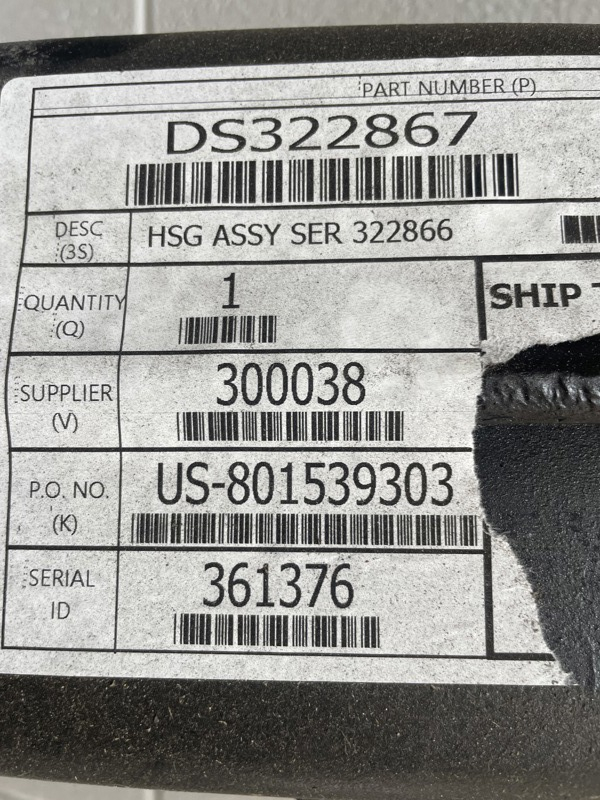 PART NUMBER (P)
DS322867
DESC (3S)
HSG ASSY SER 322866
QUANTITY (Q)
1
SHIP
SUPPLIER (V)
300038
P.O. NO. (K)
US-801539303
SERIAL ID
361376